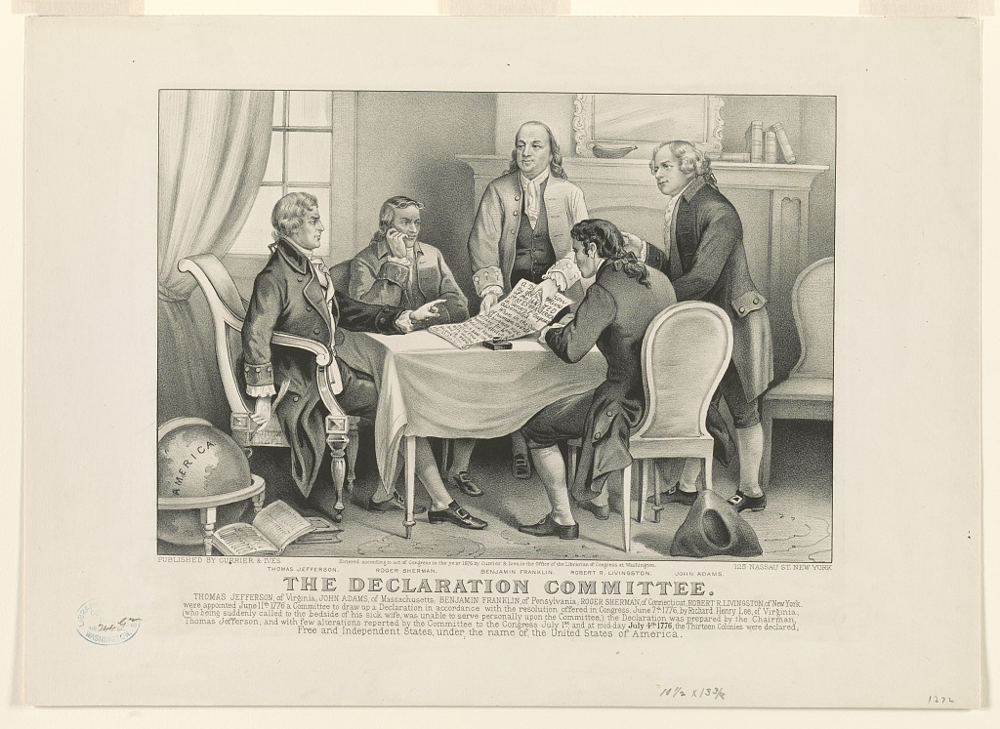 AMERICA
PUBLISHED BY CURRIER & IVES
Entered according to act of Congress in the year 1876 by Currier & Ives, in the Office of the Librarian of Congress at Washington.
125 NASSAU ST. NEW YORK
THOMAS JEFFERSON. ROGER SHERMAN. BENJAMIN FRANKLIN. ROBERT R. LIVINGSTON. JOHN ADAMS.
THE DECLARATION COMMITTEE.
THOMAS JEFFERSON, of Virginia, JOHN ADAMS, of Massachusetts, BENJAMIN FRANKLIN, of Pensylvania, ROGER SHERMAN, of Connecticut, ROBERT R. LIVINGSTON, of New York.
were appointed June 11th 1776 a Committee to draw up a Declaration in accordance with the resolution offered in Congress, June 7th 1776, by Richard Henry Lee, of Virginia,
(who being suddenly called to the bedside of his sick wife, was unable to serve personally upon the Committee,) the Declaration was prepared by the Chairman,
Thomas Jefferson, and with few alterations reported by the Committee to the Congress July 1st, and at mid-day July 4th 1776, the Thirteen Colonies were declared,
Free and Independent States, under the name of, the United States of America.
WASHINGTON
10 1/2 x 13 3/8
1272